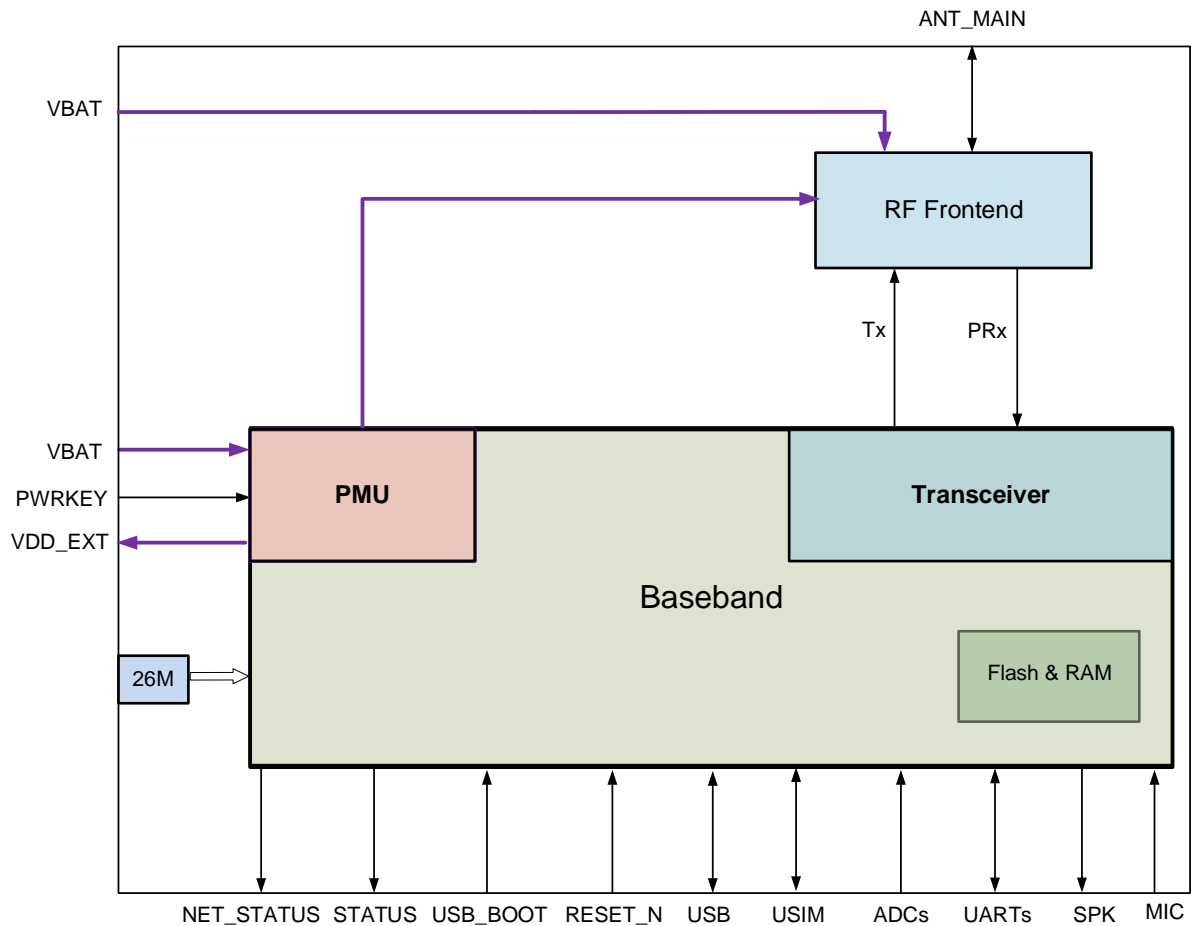 ANT_MAIN
VBAT
RF Frontend
Tx
PRx
VBAT
PWRKEY
VDD_EXT
PMU
Transceiver
Baseband
26M
Flash & RAM
NET_STATUS
STATUS
USB_BOOT
RESET_N
USB
USIM
ADCs
UARTs
SPK
MIC